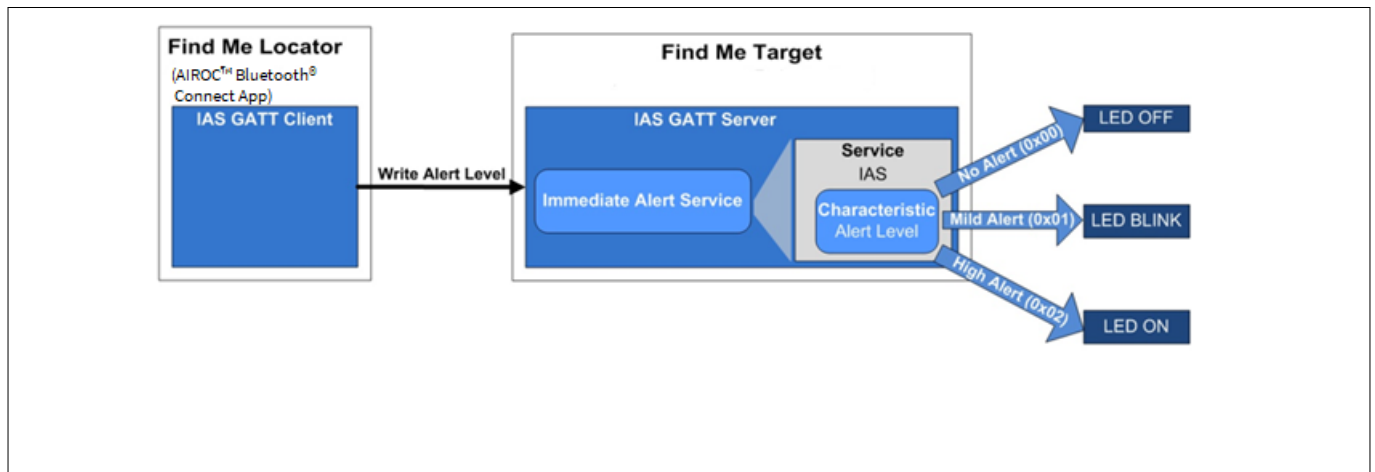 Find Me Locator
(AIROC™ Bluetooth®
Connect App)
IAS GATT Client
Write Alert Level
Find Me Target
IAS GATT Server
Immediate Alert Service
Service
IAS
Characteristic
Alert Level
No Alert (0x00)
LED OFF
Mild Alert (0x01)
LED BLINK
High Alert (0x02)
LED ON